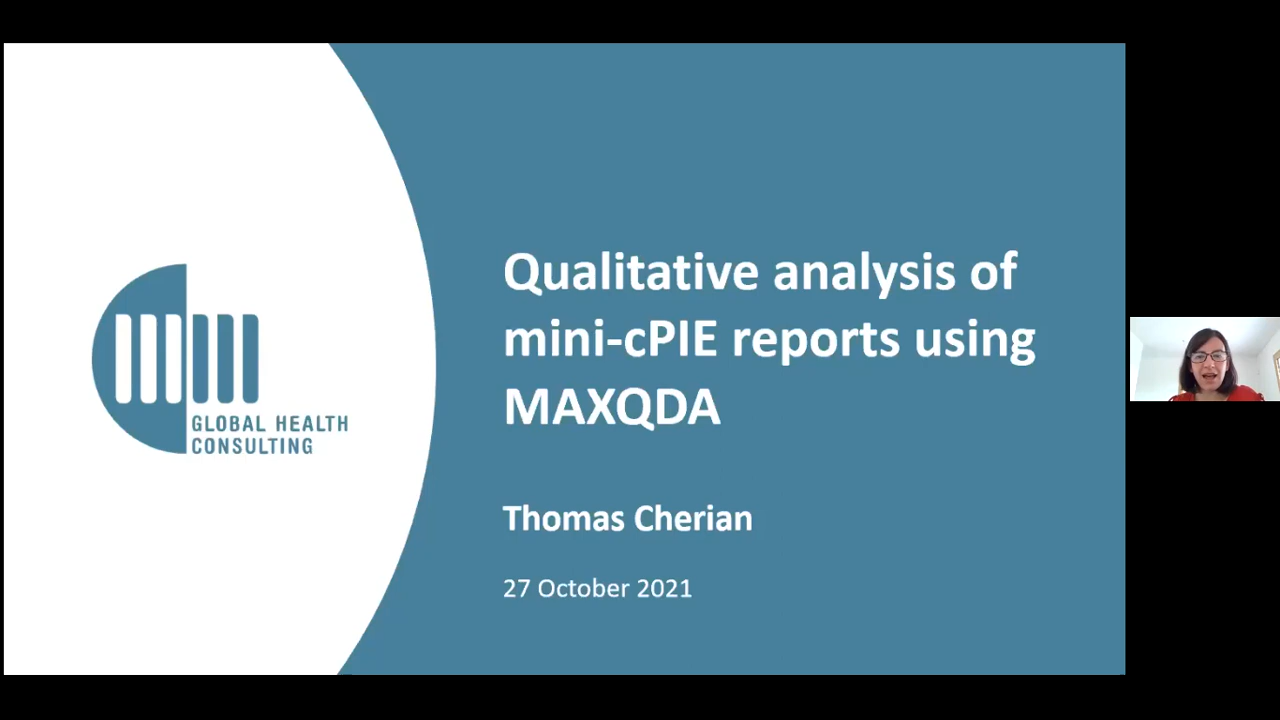 Qualitative analysis of
mini-cPIE reports using
MAXQDA
Thomas Cherian
27 October 2021
GLOBAL HEALTH
CONSULTING